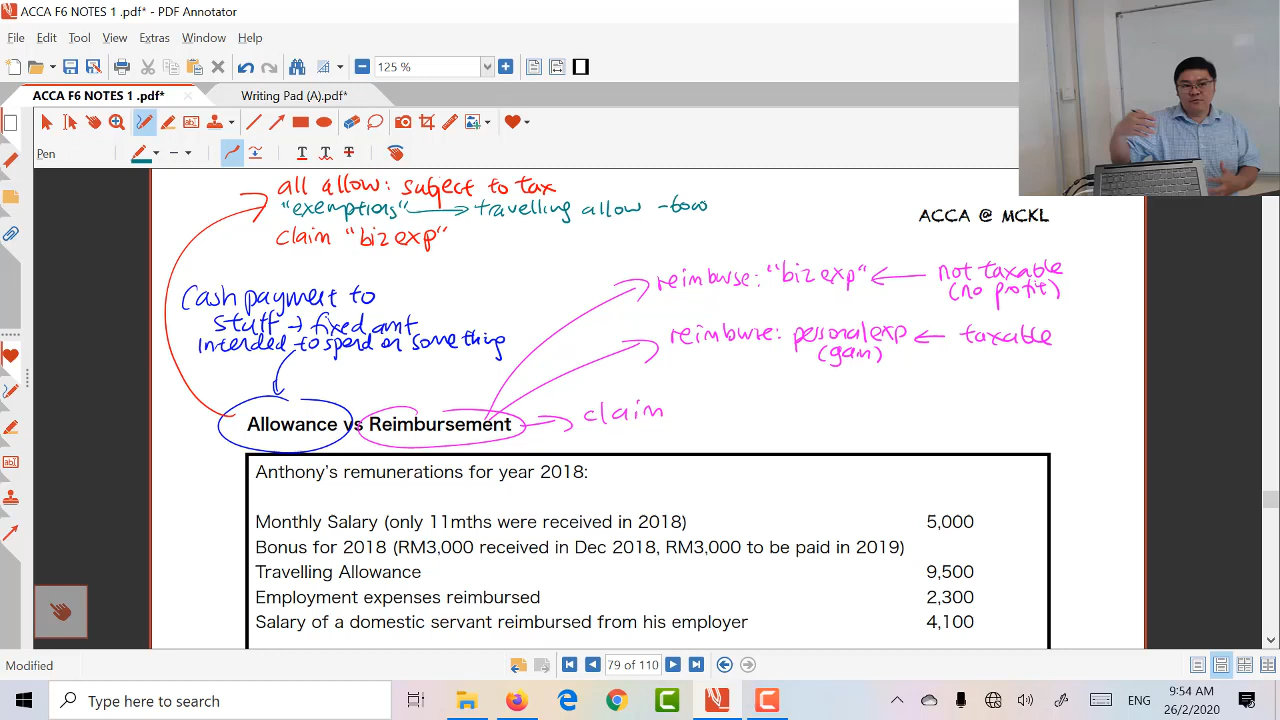 ACCA F6 NOTES 1 .pdf* - PDF Annotator
File Edit Tool View Extras Window Help
125 %
ACCA F6 NOTES 1 .pdf* Writing Pad (A).pdf*
Pen
all allow: subject to tax
"exemptions" → travelling allow -6000
claim "biz exp"
ACCA @ MCKL
reimburse: "biz exp" ← not taxable
(no profit)
Cash payment to
staff → fixed amt
intended to spend on something
reimburse: personal exp ← taxable
(gain)
claim
Allowance vs Reimbursement
Anthony's remunerations for year 2018:
Monthly Salary (only 11mths were received in 2018) 5,000
Bonus for 2018 (RM3,000 received in Dec 2018, RM3,000 to be paid in 2019)
Travelling Allowance 9,500
Employment expenses reimbursed 2,300
Salary of a domestic servant reimbursed from his employer 4,100
Modified
79 of 110
Type here to search
ENG
9:54 AM
26/2/2020